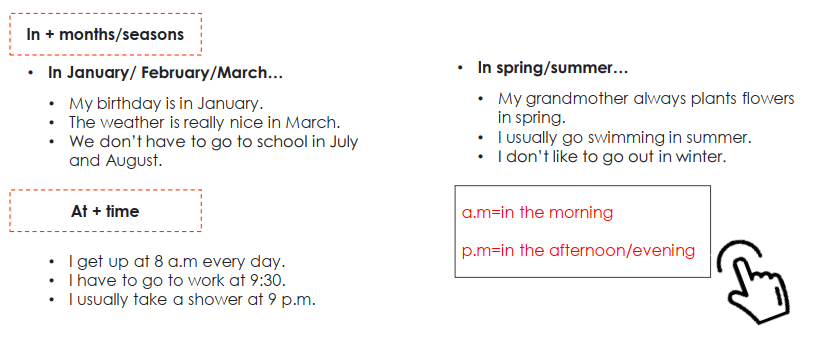 In + months/seasons
• In January/ February/March…
• My birthday is in January.
• The weather is really nice in March.
• We don’t have to go to school in July
and August.
• In spring/summer…
• My grandmother always plants flowers
in spring.
• I usually go swimming in summer.
• I don’t like to go out in winter.
At + time
• I get up at 8 a.m every day.
• I have to go to work at 9:30.
• I usually take a shower at 9 p.m.
a.m=in the morning
p.m=in the afternoon/evening